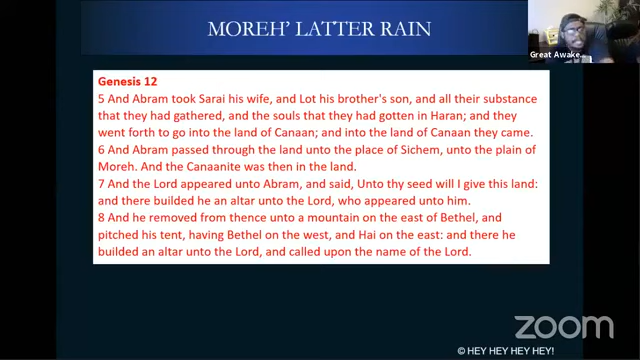 MOREH' LATTER RAIN
Great Awake
Genesis 12
5 And Abram took Sarai his wife, and Lot his brother's son, and all their substance
that they had gathered, and the souls that they had gotten in Haran; and they
went forth to go into the land of Canaan; and into the land of Canaan they came.
6 And Abram passed through the land unto the place of Sichem, unto the plain of
Moreh. And the Canaanite was then in the land.
7 And the Lord appeared unto Abram, and said, Unto thy seed will I give this land:
and there builded he an altar unto the Lord, who appeared unto him.
8 And he removed from thence unto a mountain on the east of Bethel, and
pitched his tent, having Bethel on the west, and Hai on the east: and there he
builded an altar unto the Lord, and called upon the name of the Lord.
zoom
© HEY HEY HEY HEY!